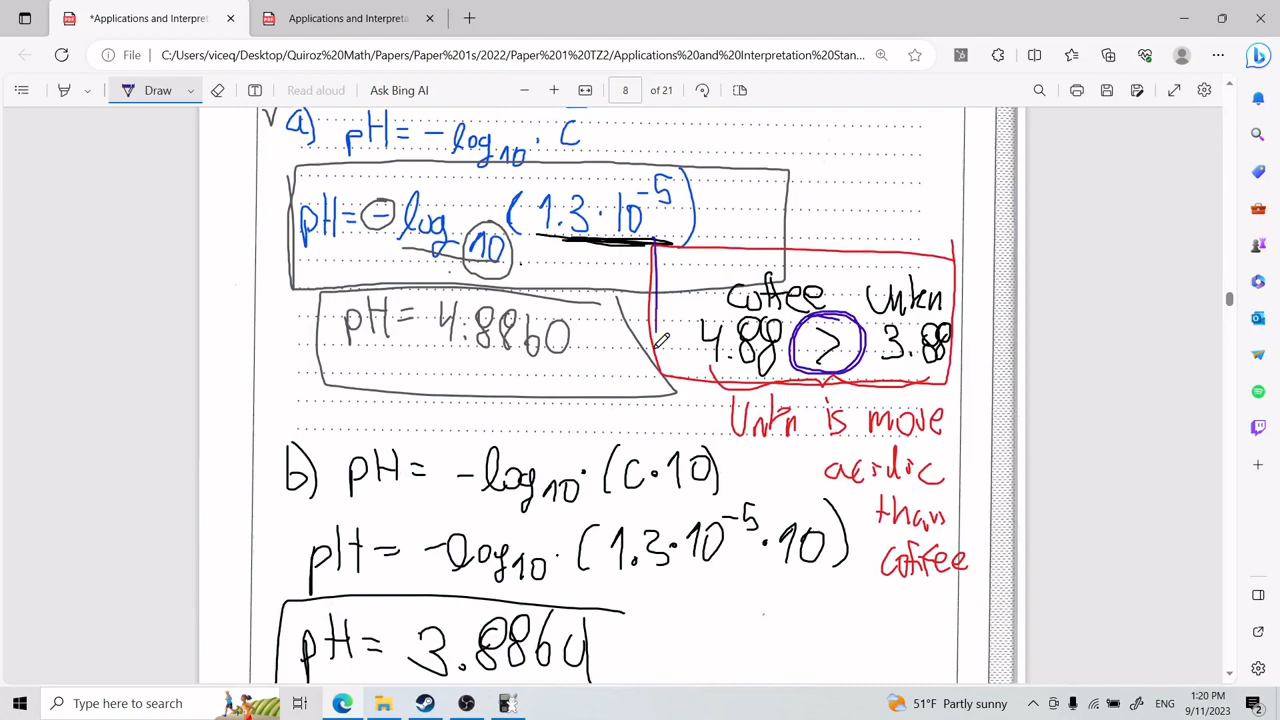 *Applications and Interpret
Applications and Interpreta
File
C:/Users/viceq/Desktop/Quiroz%20Math/Papers/Paper%201s/2022/Paper%201%20TZ2/Applications%20and%20Interpretation%20Stan...
Draw
Read aloud
Ask Bing AI
8 of 21
a) pH= -log10 · C
pH= -log10 (1.3·10^-5)
coffee Unkn
pH= 4.8860
4.88 > 3.88
Unkn is more
acidic
than
coffee
b) pH= -log10·(C·10)
pH= -log10·(1.3·10^-5·10)
pH= 3.8860
Type here to search
51°F Partly sunny
ENG
1:20 PM
9/11/2023
2